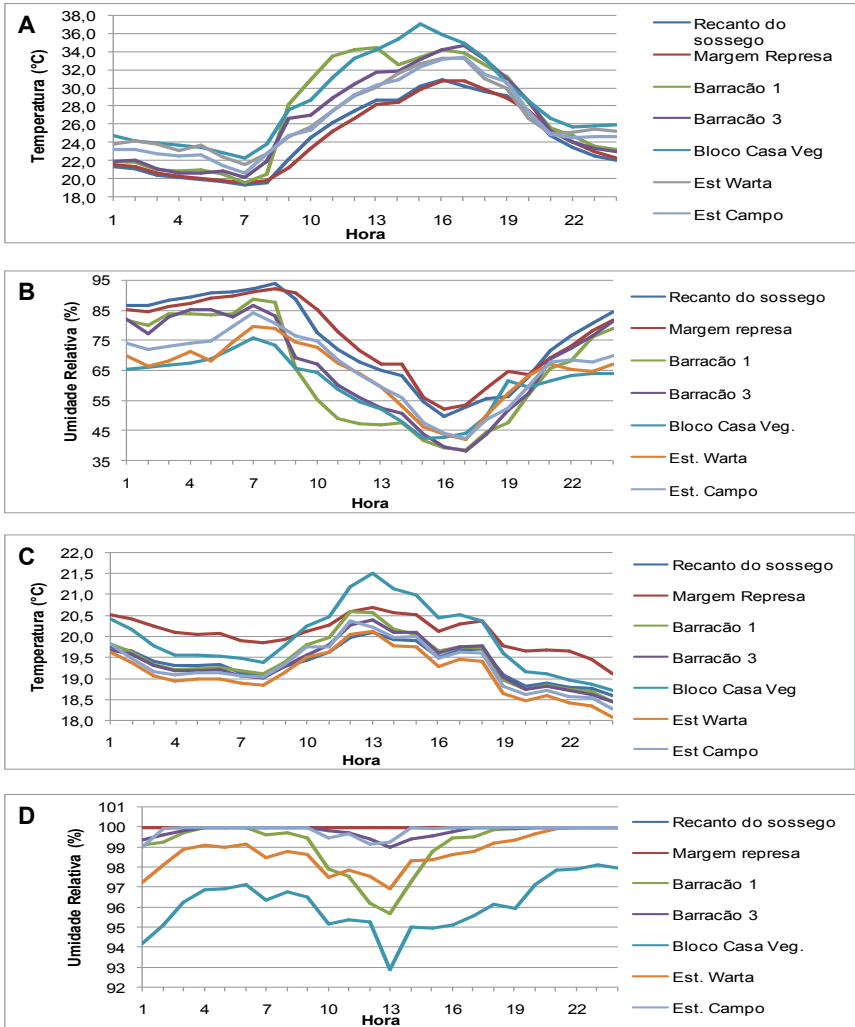 A
Temperatura (°C)
38,0
36,0
34,0
32,0
30,0
28,0
26,0
24,0
22,0
20,0
18,0
1 4 7 10 13 16 19 22
Hora
Recanto do
sossego
Margem Represa
Barracão 1
Barracão 3
Bloco Casa Veg
Est Warta
Est Campo
B
Umidade Relativa (%)
95
85
75
65
55
45
35
1 4 7 10 13 16 19 22
Hora
Recanto do sossego
Margem represa
Barracão 1
Barracão 3
Bloco Casa Veg.
Est. Warta
Est. Campo
C
Temperatura (°C)
22,0
21,5
21,0
20,5
20,0
19,5
19,0
18,5
18,0
1 4 7 10 13 16 19 22
Hora
Recanto do sossego
Margem Represa
Barracão 1
Barracão 3
Bloco Casa Veg
Est Warta
Est Campo
D
Umidade Relativa (%)
101
100
99
98
97
96
95
94
93
92
1 4 7 10 13 16 19 22
Hora
Recanto do sossego
Margem represa
Barracão 1
Barracão 3
Bloco Casa Veg.
Est. Warta
Est. Campo